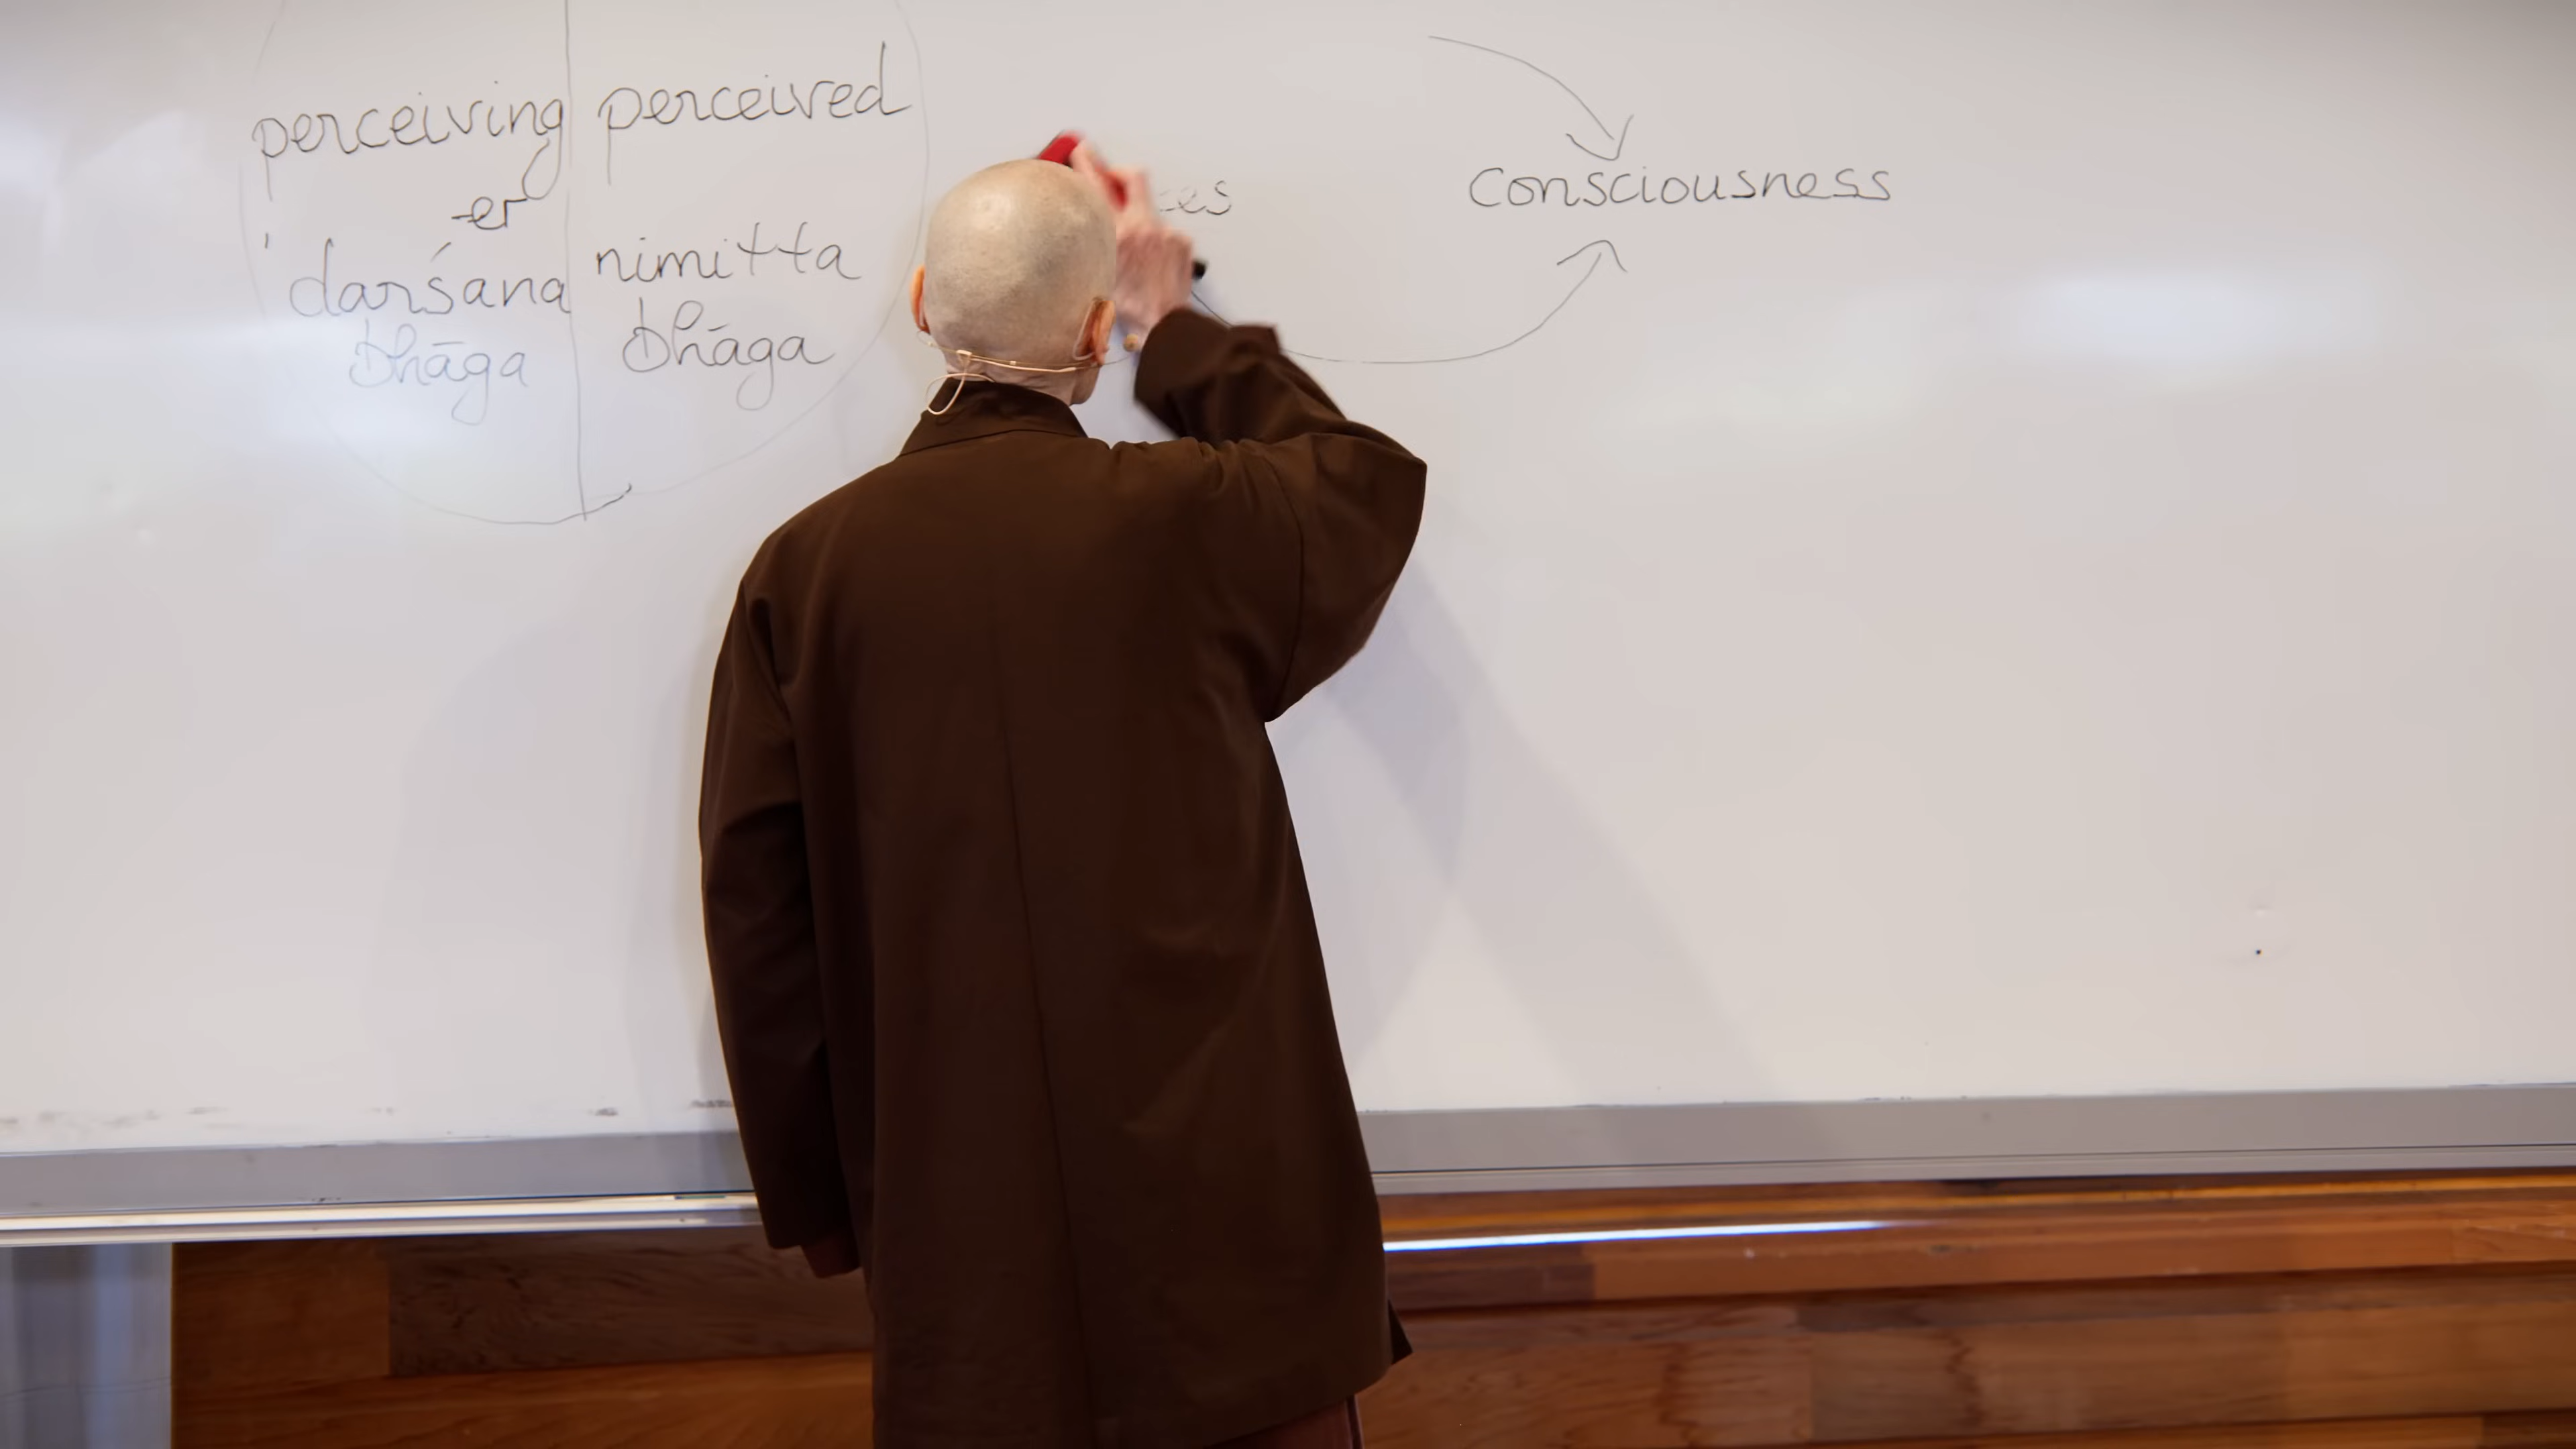 perceiving
-er
darśana
bhāga
perceived
nimitta
bhāga
Consciousness